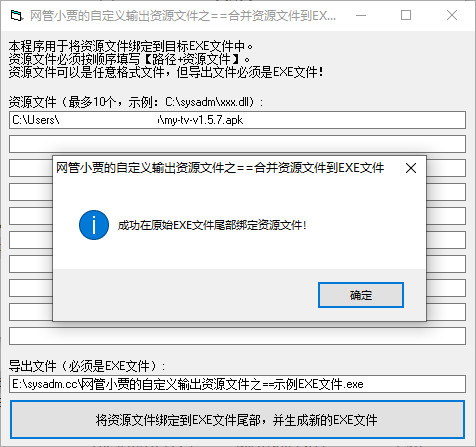 网管小贾的自定义输出资源文件之==合并资源文件到EX...
本程序用于将资源文件绑定到目标EXE文件中。
资源文件必须按顺序填写【路径+资源文件】。
资源文件可以是任意格式文件，但导出文件必须是EXE文件！
资源文件（最多10个，示例：C:\sysadm\xxx.dll）：
C:\Users\ i\my-tv-v1.5.7.apk
网管小贾的自定义输出资源文件之==合并资源文件到EXE文件
成功在原始EXE文件尾部绑定资源文件！
确定
导出文件（必须是EXE文件）：
E:\sysadm.cc\网管小贾的自定义输出资源文件之==示例EXE文件.exe
将资源文件绑定到EXE文件尾部，并生成新的EXE文件